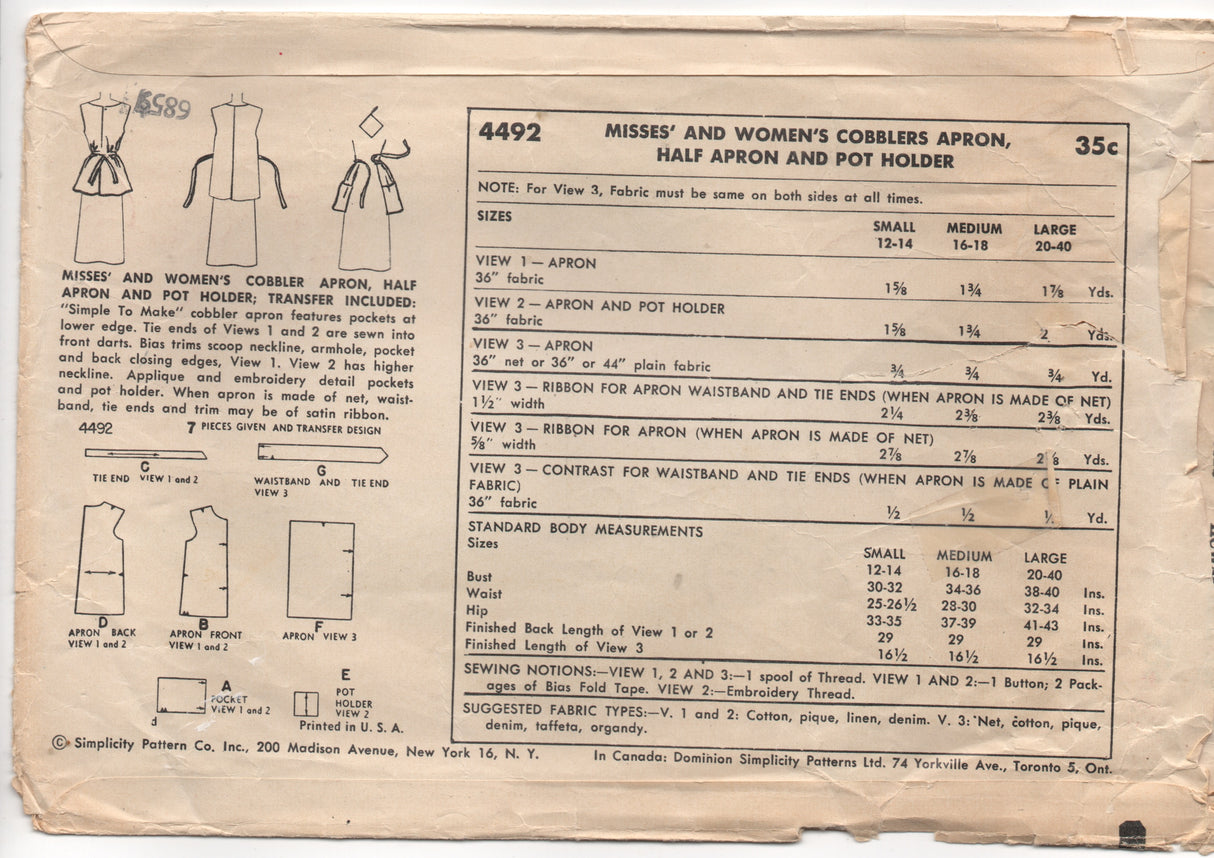 6859
MISSES' AND WOMEN'S COBBLER APRON, HALF
APRON AND POT HOLDER; TRANSFER INCLUDED:
"Simple To Make" cobbler apron features pockets at
lower edge. Tie ends of Views 1 and 2 are sewn into
front darts. Bias trims scoop neckline, armhole, pocket
and back closing edges, View 1. View 2 has higher
neckline. Applique and embroidery detail pockets
and pot holder. When apron is made of net, waist-
band, tie ends and trim may be of satin ribbon.
4492 7 PIECES GIVEN AND TRANSFER DESIGN
C
TIE END VIEW 1 and 2
G
WAISTBAND AND TIE END
VIEW 3
D
APRON BACK
VIEW 1 and 2
B
APRON FRONT
VIEW 1 and 2
F
APRON VIEW 3
A
POCKET
VIEW 1 and 2
d
E
POT
HOLDER
VIEW 2
Printed in U. S. A.
4492 MISSES' AND WOMEN'S COBBLERS APRON, 35c
HALF APRON AND POT HOLDER
NOTE: For View 3, Fabric must be same on both sides at all times.
SIZES SMALL MEDIUM LARGE
12-14 16-18 20-40
VIEW 1 — APRON
36" fabric 1⅝ 1¾ 1⅞ Yds.
VIEW 2 — APRON AND POT HOLDER
36" fabric 1⅝ 1¾ 2 Yds.
VIEW 3 — APRON
36" net or 36" or 44" plain fabric ¾ ¾ ¾ Yd.
VIEW 3 — RIBBON FOR APRON WAISTBAND AND TIE ENDS (WHEN APRON IS MADE OF NET)
1½" width 2¼ 2⅜ 2⅜ Yds.
VIEW 3 — RIBBON FOR APRON (WHEN APRON IS MADE OF NET)
⅝" width 2⅞ 2⅞ Yds.
VIEW 3 — CONTRAST FOR WAISTBAND AND TIE ENDS (WHEN APRON IS MADE OF PLAIN
FABRIC)
36" fabric ½ ½ Yd.
STANDARD BODY MEASUREMENTS
Sizes SMALL MEDIUM LARGE
12-14 16-18 20-40
Bust 30-32 34-36 38-40 Ins.
Waist 25-26½ 28-30 32-34 Ins.
Hip 33-35 37-39 41-43 Ins.
Finished Back Length of View 1 or 2 29 29 29 Ins.
Finished Length of View 3 16½ 16½ 16½ Ins.
SEWING NOTIONS:—VIEW 1, 2 AND 3:—1 spool of Thread. VIEW 1 AND 2:—1 Button; 2 Pack-
ages of Bias Fold Tape. VIEW 2:—Embroidery Thread.
SUGGESTED FABRIC TYPES:—V. 1 and 2: Cotton, pique, linen, denim. V. 3: Net, cotton, pique,
denim, taffeta, organdy.
© Simplicity Pattern Co. Inc., 200 Madison Avenue, New York 16, N. Y. In Canada: Dominion Simplicity Patterns Ltd. 74 Yorkville Ave., Toronto 5, Ont.